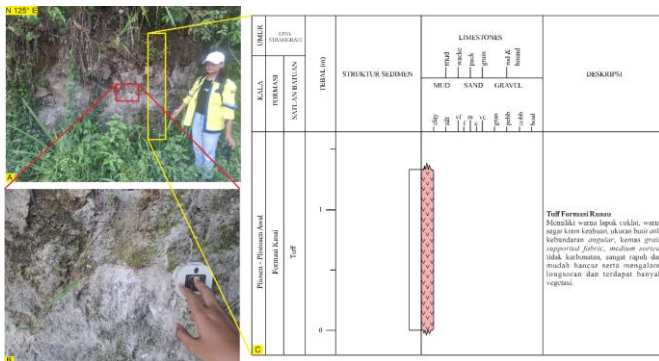 N 125° E
A
B
C
UMUR
LITO-
STRATIGRAFI
KALA
FORMASI
SATUAN BATUAN
TEBAL (m)
STRUKTUR SEDIMEN
LIMESTONES
mud
wacke
pack
grain
rud &
bound
MUD SAND GRAVEL
clay
silt
vf
f
m
c
vc
gran
pebb
cobb
boul
DESKRIPSI
Pliosen - Plistosen Awal
Formasi Kasai
Tuff
1
0
Tuff Formasi Ranau
Memiliki warna lapuk coklat, warna
segar krem keabuan, ukuran butir
kebundaran angular, kemas grain
supported fabric, medium sorted,
tidak karbonatan, sangat rapuh dan
mudah hancur serta mengalami
longsoran dan terdapat banyak
vegetasi.